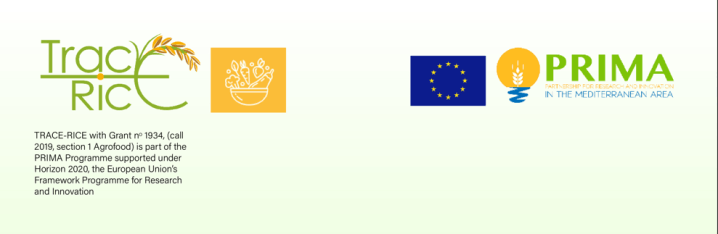 Trace
Rice
PRIMA
PARTNERSHIP FOR RESEARCH AND INNOVATION
IN THE MEDITERRANEAN AREA
TRACE-RICE with Grant nº 1934, (call
2019, section 1 Agrofood) is part of the
PRIMA Programme supported under
Horizon 2020, the European Union's
Framework Programme for Research
and Innovation